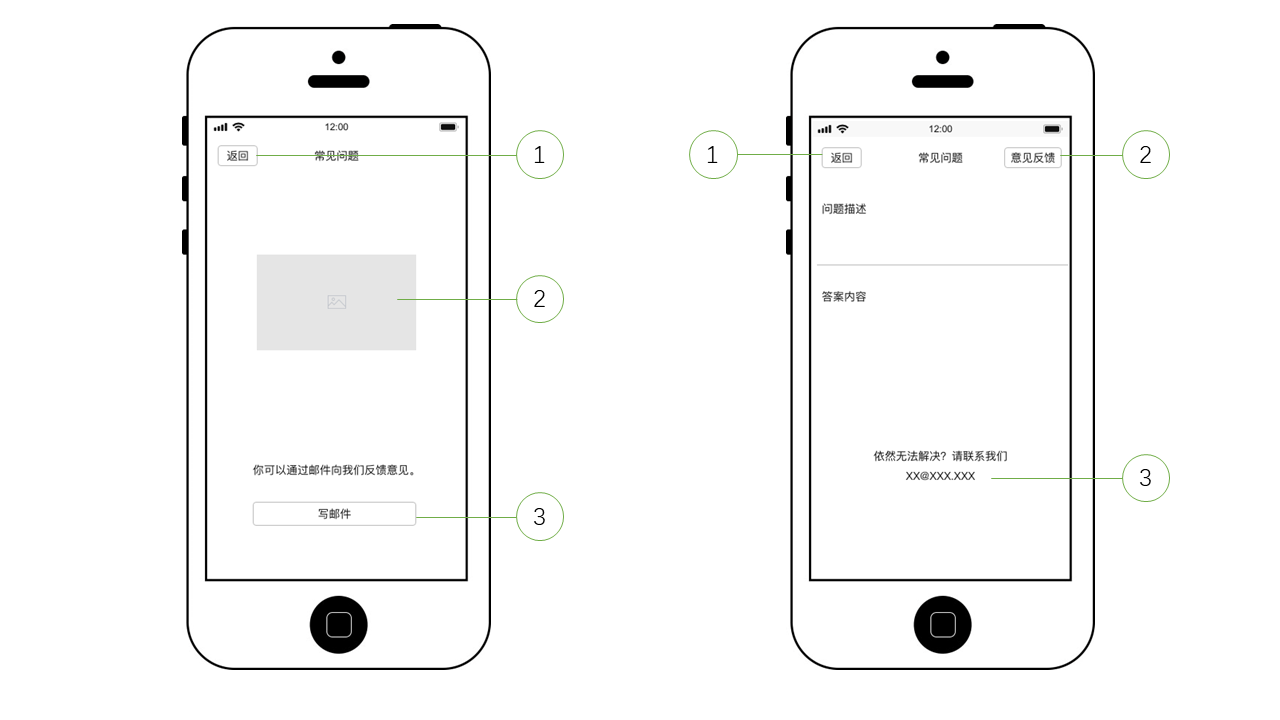 12:00
返回
常见问题
1
2
你可以通过邮件向我们反馈意见。
写邮件
3
12:00
1
返回
常见问题
意见反馈
2
问题描述
答案内容
依然无法解决？请联系我们
XX@XXX.XXX
3